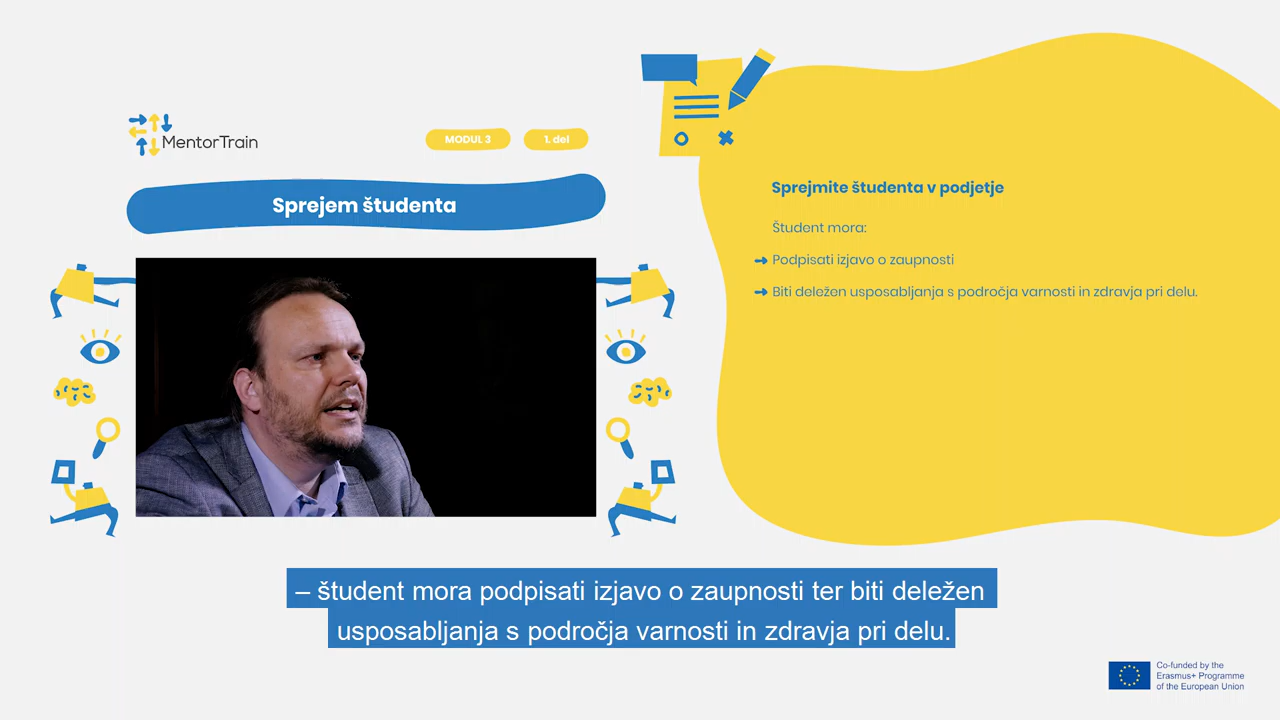 MentorTrain
MODUL 3
1. del
Sprejem študenta
Sprejmite študenta v podjetje
Študent mora:
Podpisati izjavo o zaupnosti
Biti deležen usposabljanja s področja varnosti in zdravja pri delu.
– študent mora podpisati izjavo o zaupnosti ter biti deležen
usposabljanja s področja varnosti in zdravja pri delu.
Co-funded by the
Erasmus+ Programme
of the European Union